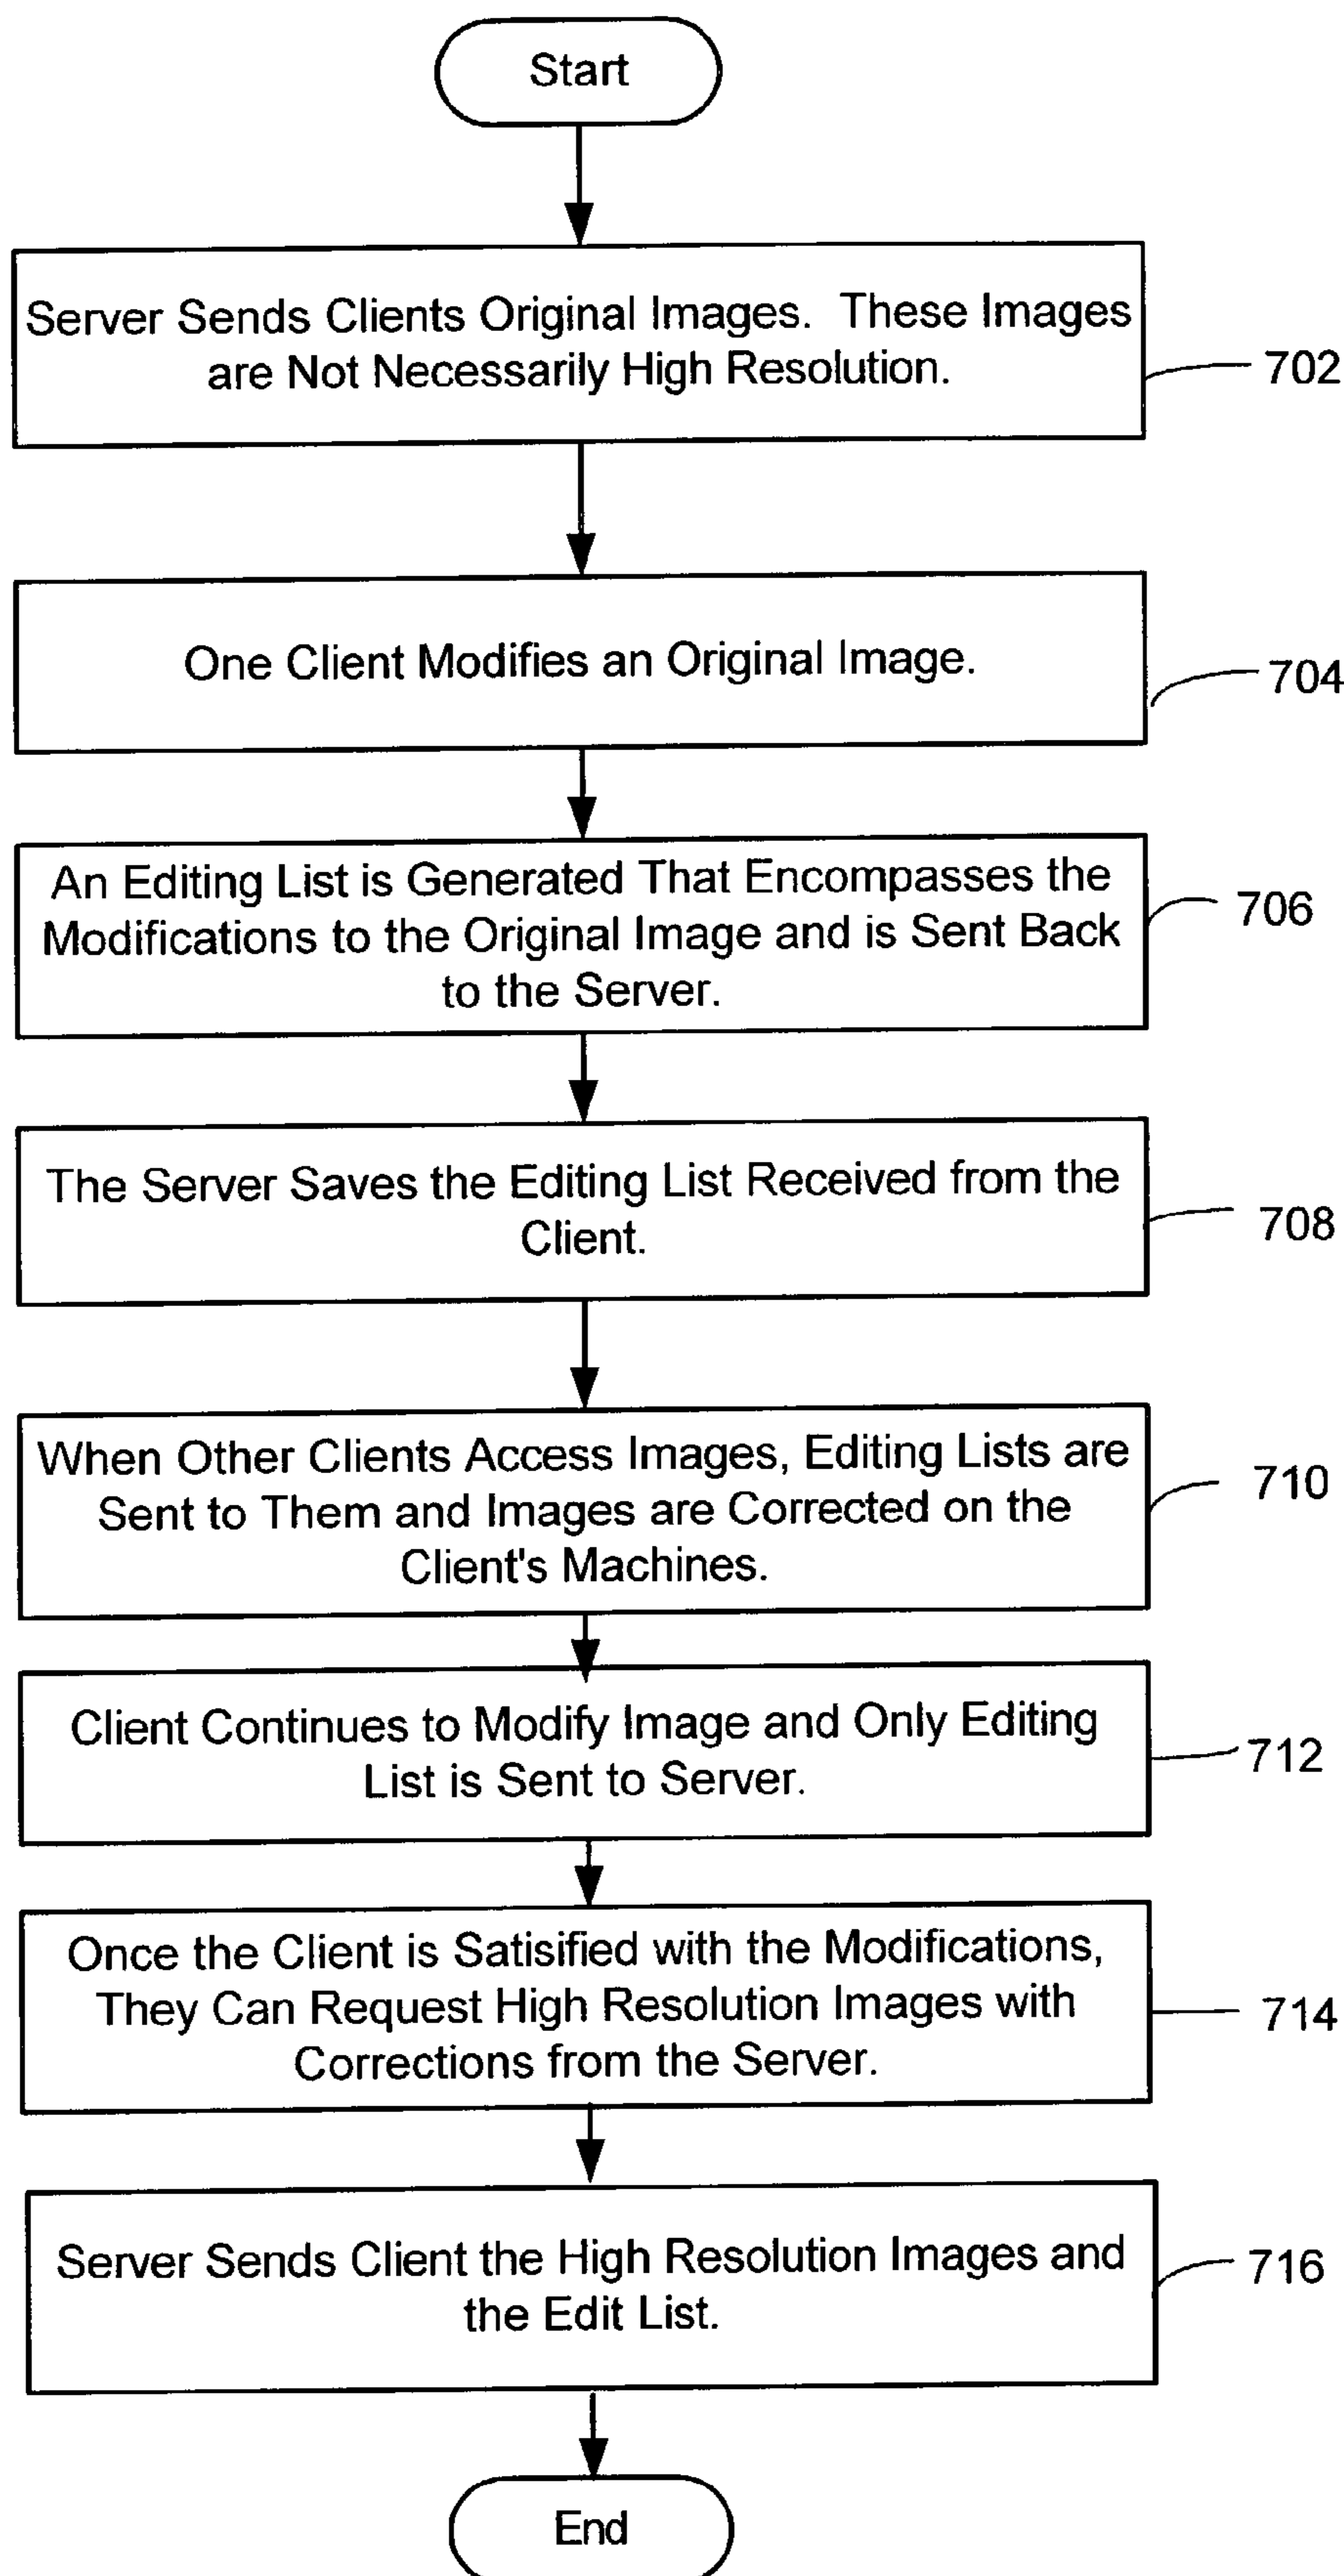 Start
Server Sends Clients Original Images. These Images
are Not Necessarily High Resolution.
702
One Client Modifies an Original Image.
704
An Editing List is Generated That Encompasses the
Modifications to the Original Image and is Sent Back
to the Server.
706
The Server Saves the Editing List Received from the
Client.
708
When Other Clients Access Images, Editing Lists are
Sent to Them and Images are Corrected on the
Client's Machines.
710
Client Continues to Modify Image and Only Editing
List is Sent to Server.
712
Once the Client is Satisified with the Modifications,
They Can Request High Resolution Images with
Corrections from the Server.
714
Server Sends Client the High Resolution Images and
the Edit List.
716
End